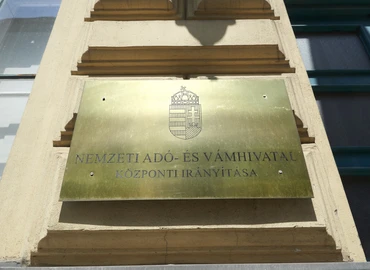 NEMZETI ADÓ- ÉS VÁMHIVATAL
KÖZPONTI IRÁNYÍTÁSA